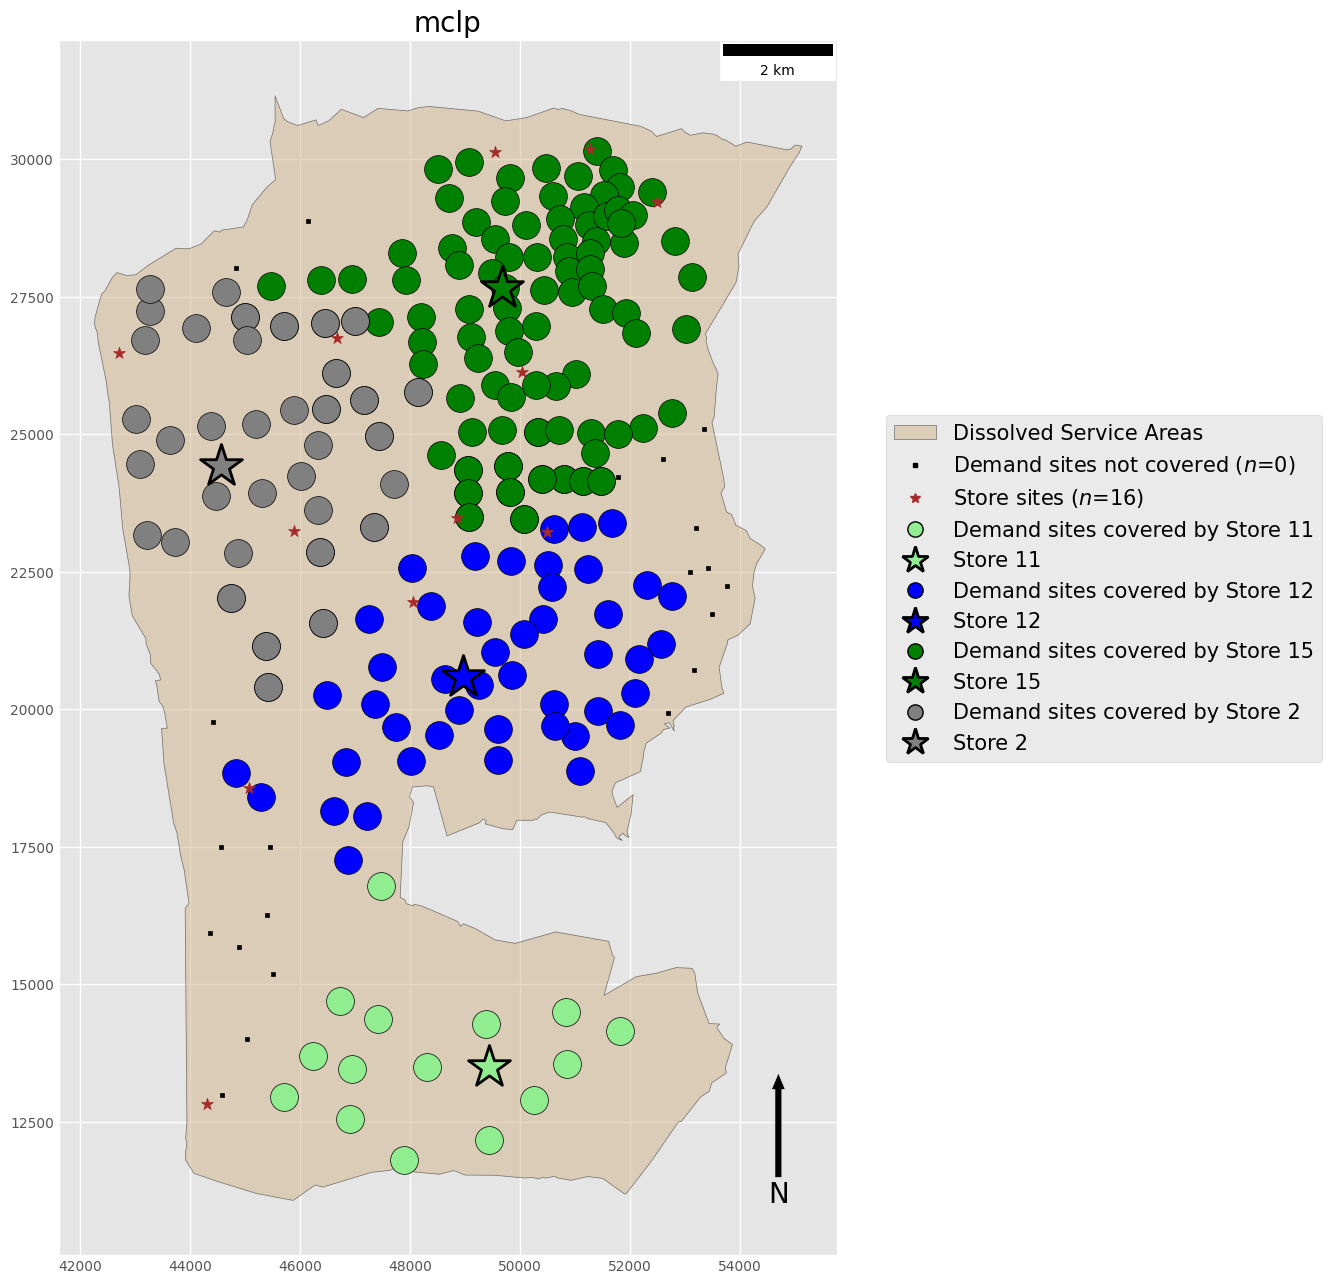 mclp
2 km
30000
27500
25000
22500
20000
17500
15000
12500
42000 44000 46000 48000 50000 52000 54000
N
Dissolved Service Areas
Demand sites not covered (n=0)
Store sites (n=16)
Demand sites covered by Store 11
Store 11
Demand sites covered by Store 12
Store 12
Demand sites covered by Store 15
Store 15
Demand sites covered by Store 2
Store 2